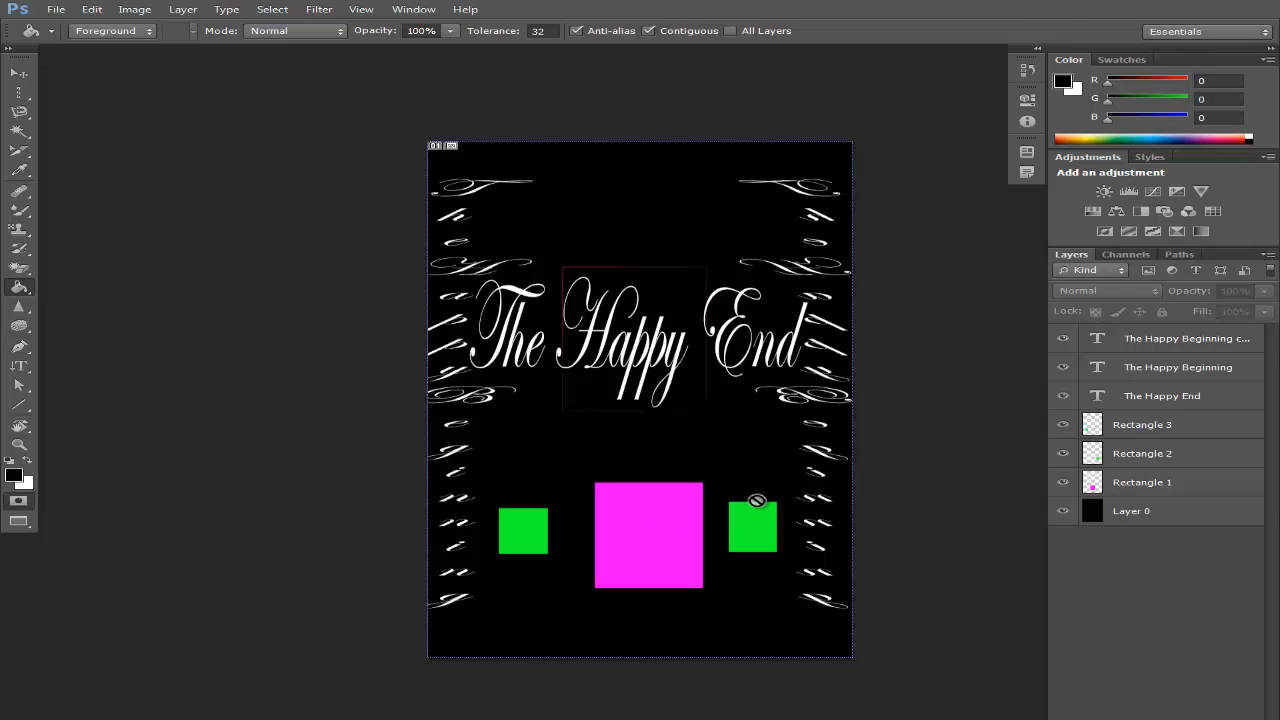 Ps File Edit Image Layer Type Select Filter View Window Help
Foreground Mode: Normal Opacity: 100% Tolerance: 32 Anti-alias Contiguous All Layers Essentials
Color Swatches
R 0
G 0
B 0
Adjustments Styles
Add an adjustment
Layers Channels Paths
Kind
Normal Opacity: 100%
Lock: Fill: 100%
The Happy Beginning c...
The Happy Beginning
The Happy End
Rectangle 3
Rectangle 2
Rectangle 1
Layer 0
01
The Happy End